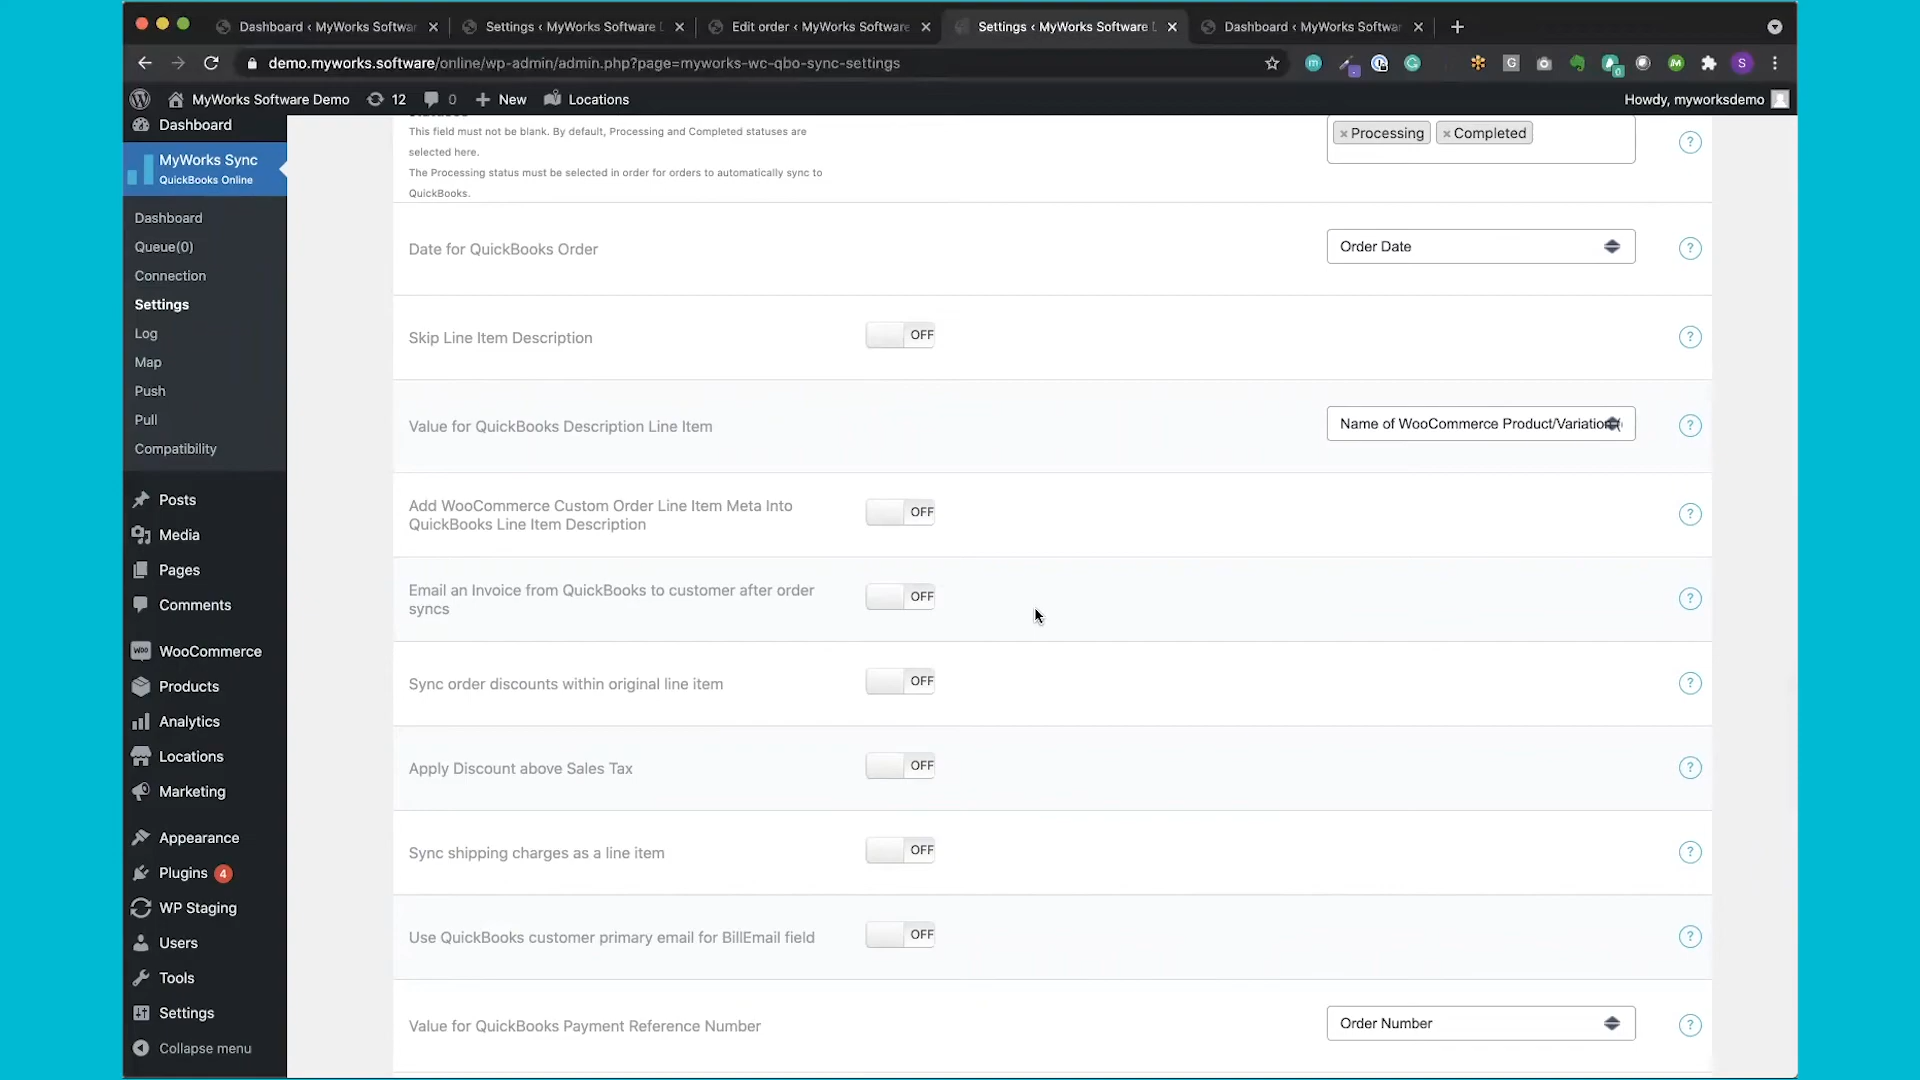 Dashboard ‹ MyWorks Softwar
Settings ‹ MyWorks Software
Edit order ‹ MyWorks Software
Settings ‹ MyWorks Software
Dashboard ‹ MyWorks Softwar
demo.myworks.software/online/wp-admin/admin.php?page=myworks-wc-qbo-sync-settings
MyWorks Software Demo 12 0 New Locations
Howdy, myworksdemo
Dashboard
MyWorks Sync
QuickBooks Online
Dashboard
Queue(0)
Connection
Settings
Log
Map
Push
Pull
Compatibility
Posts
Media
Pages
Comments
WooCommerce
Products
Analytics
Locations
Marketing
Appearance
Plugins 4
WP Staging
Users
Tools
Settings
Collapse menu
This field must not be blank. By default, Processing and Completed statuses are
selected here.
The Processing status must be selected in order for orders to automatically sync to
QuickBooks.
×Processing ×Completed
?
Date for QuickBooks Order
Order Date
?
Skip Line Item Description
OFF
?
Value for QuickBooks Description Line Item
Name of WooCommerce Product/Variation
?
Add WooCommerce Custom Order Line Item Meta Into
QuickBooks Line Item Description
OFF
?
Email an Invoice from QuickBooks to customer after order
syncs
OFF
?
Sync order discounts within original line item
OFF
?
Apply Discount above Sales Tax
OFF
?
Sync shipping charges as a line item
OFF
?
Use QuickBooks customer primary email for BillEmail field
OFF
?
Value for QuickBooks Payment Reference Number
Order Number
?